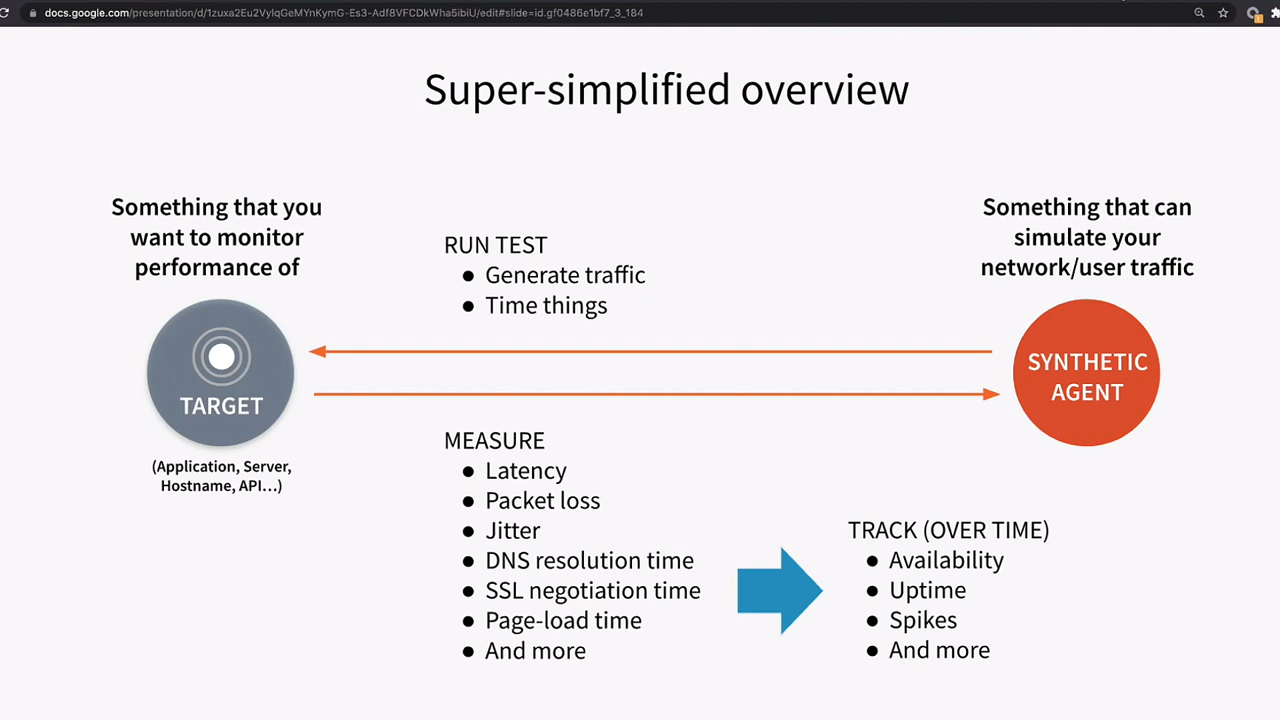 docs.google.com/presentation/d/1zuxa2Eu2VylqGeMYnKymG-Es3-Adf8VFCDkWha5ibiU/edit#slide=id.gf0486e1bf7_3_184
Super-simplified overview
Something that you
want to monitor
performance of
TARGET
(Application, Server,
Hostname, API...)
RUN TEST
● Generate traffic
● Time things
MEASURE
● Latency
● Packet loss
● Jitter
● DNS resolution time
● SSL negotiation time
● Page-load time
● And more
Something that can
simulate your
network/user traffic
SYNTHETIC
AGENT
TRACK (OVER TIME)
● Availability
● Uptime
● Spikes
● And more